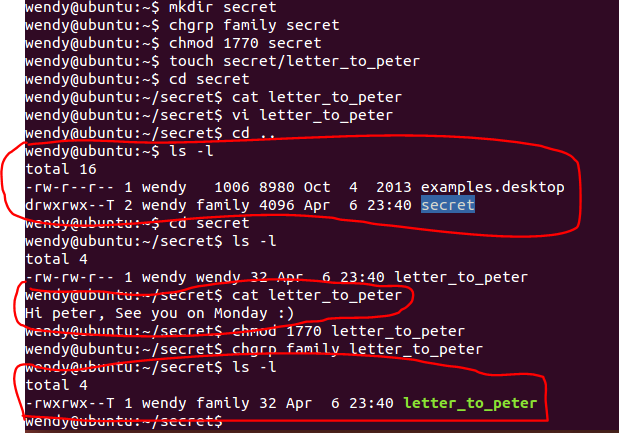 wendy@ubuntu:~$ mkdir secret
wendy@ubuntu:~$ chgrp family secret
wendy@ubuntu:~$ chmod 1770 secret
wendy@ubuntu:~$ touch secret/letter_to_peter
wendy@ubuntu:~$ cd secret
wendy@ubuntu:~/secret$ cat letter_to_peter
wendy@ubuntu:~/secret$ vi letter_to_peter
wendy@ubuntu:~/secret$ cd ..
wendy@ubuntu:~$ ls -l
total 16
-rw-r--r-- 1 wendy   1006 8980 Oct  4  2013 examples.desktop
drwxrwx--T 2 wendy family 4096 Apr  6 23:40 secret
wendy@ubuntu:~$ cd secret
wendy@ubuntu:~/secret$ ls -l
total 4
-rw-rw-r-- 1 wendy wendy 32 Apr  6 23:40 letter_to_peter
wendy@ubuntu:~/secret$ cat letter_to_peter
Hi peter, See you on Monday :)
wendy@ubuntu:~/secret$ chmod 1770 letter_to_peter
wendy@ubuntu:~/secret$ chgrp family letter_to_peter
wendy@ubuntu:~/secret$ ls -l
total 4
-rwxrwx--T 1 wendy family 32 Apr  6 23:40 letter_to_peter
wendy@ubuntu:~/secret$